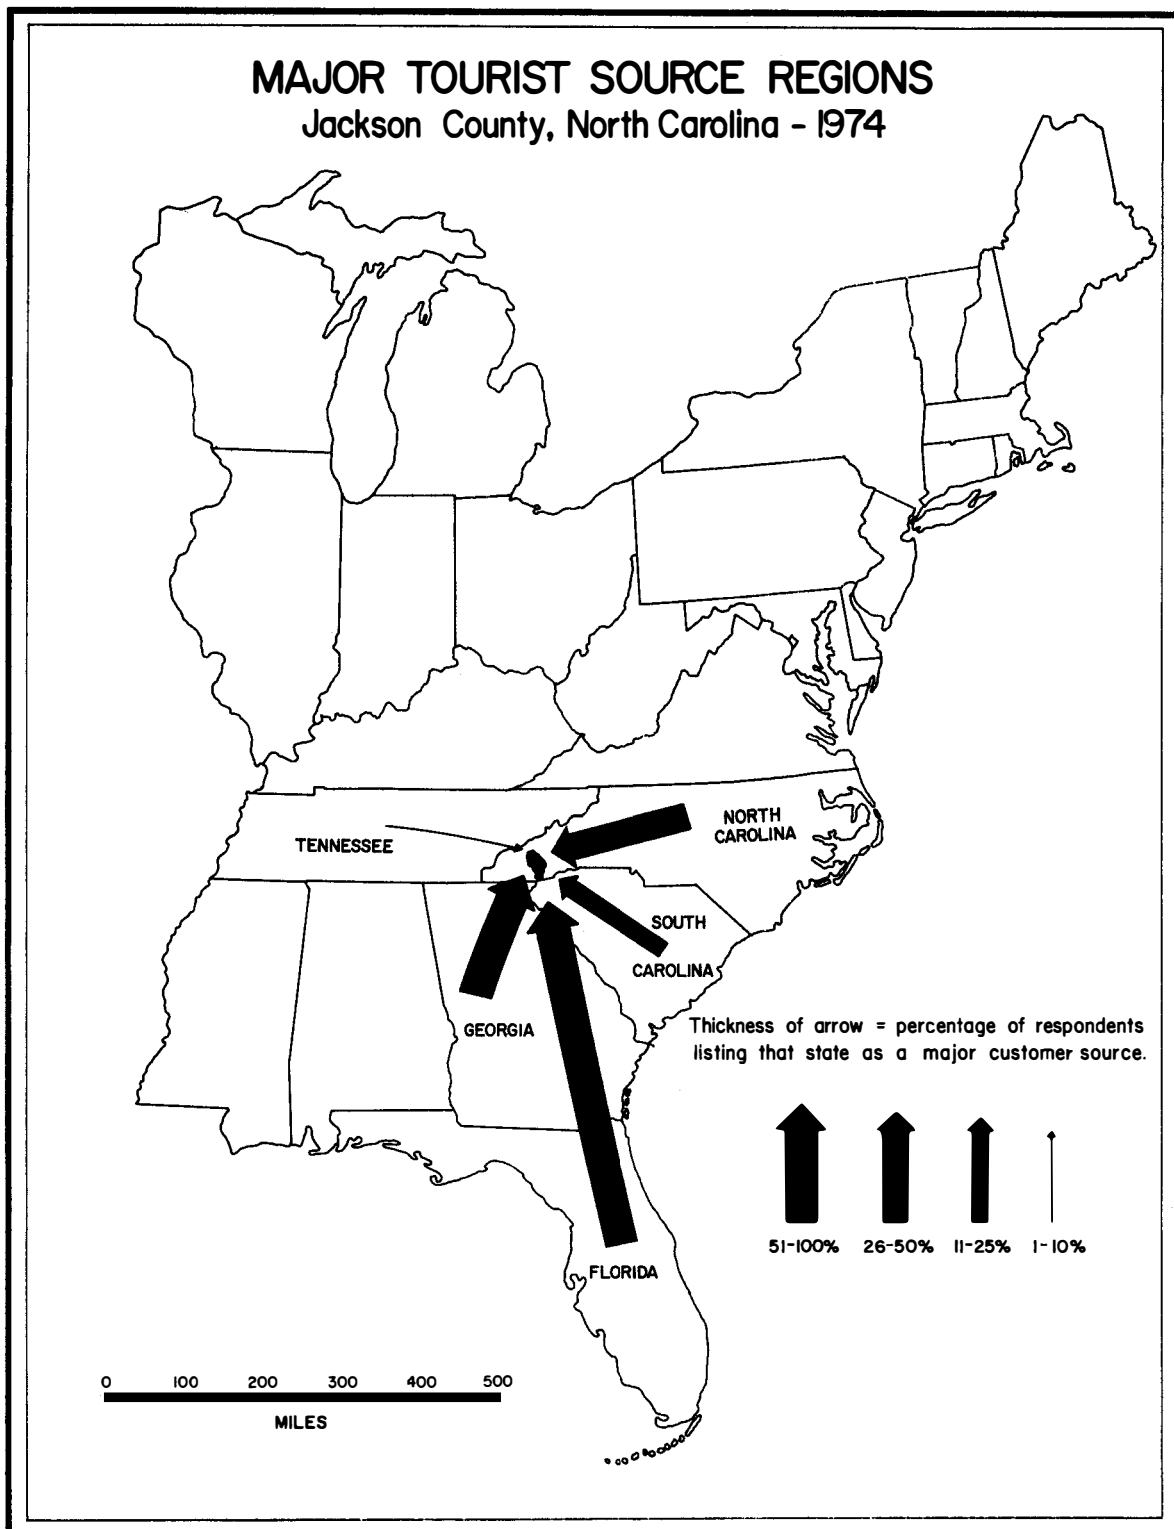 MAJOR TOURIST SOURCE REGIONS
Jackson County, North Carolina - 1974
NORTH
CAROLINA
TENNESSEE
SOUTH
CAROLINA
GEORGIA
Thickness of arrow = percentage of respondents
listing that state as a major customer source.
51-100% 26-50% 11-25% 1-10%
FLORIDA
0 100 200 300 400 500
MILES